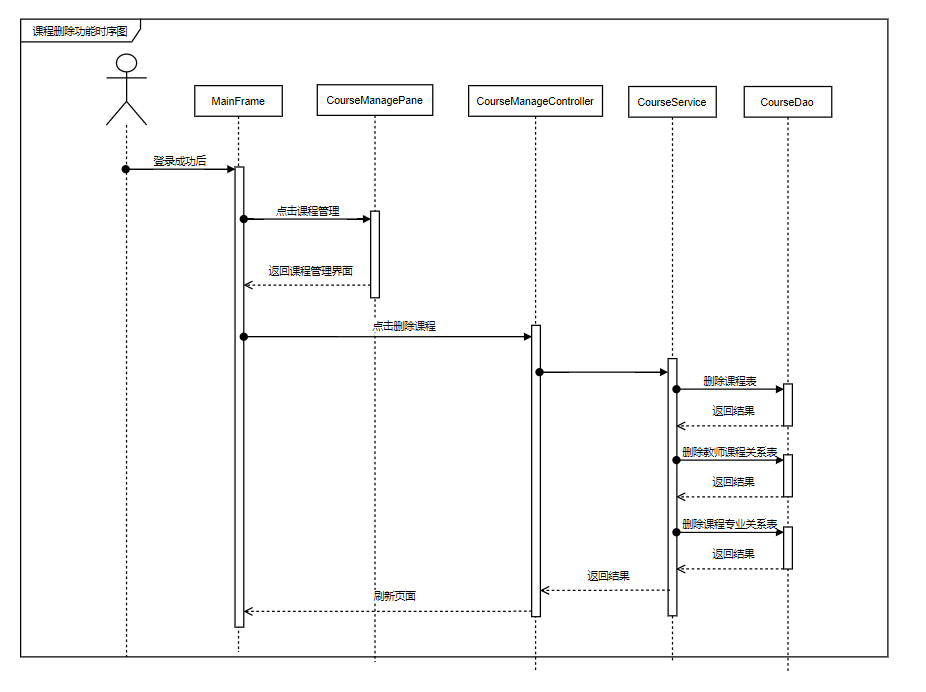 课程删除功能时序图
MainFrame
CourseManagePane
CourseManageController
CourseService
CourseDao
登录成功后
点击课程管理
返回课程管理界面
点击删除课程
删除课程表
返回结果
删除教师课程关系表
返回结果
删除课程专业关系表
返回结果
返回结果
刷新页面